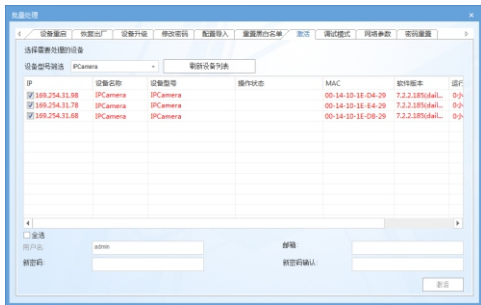 批量处理
设备重启 恢复出厂 设备升级 修改密码 配置导入 重置黑白名单 激活 调试模式 网络参数 密码重置
选择需要处理的设备
设备型号筛选 IPCamera 刷新设备列表
IP 设备名称 设备型号 操作状态 MAC 软件版本 运行
169.254.31.98 IPCamera IPCamera 00-14-10-1E-D4-29 7.2.2.185(dail... 0小
169.254.31.78 IPCamera IPCamera 00-14-10-1E-E4-29 7.2.2.185(dail... 0小
169.254.31.68 IPCamera IPCamera 00-14-10-1E-D8-29 7.2.2.185(dail... 0小
全选
用户名: admin 邮箱:
新密码: 新密码确认:
激活